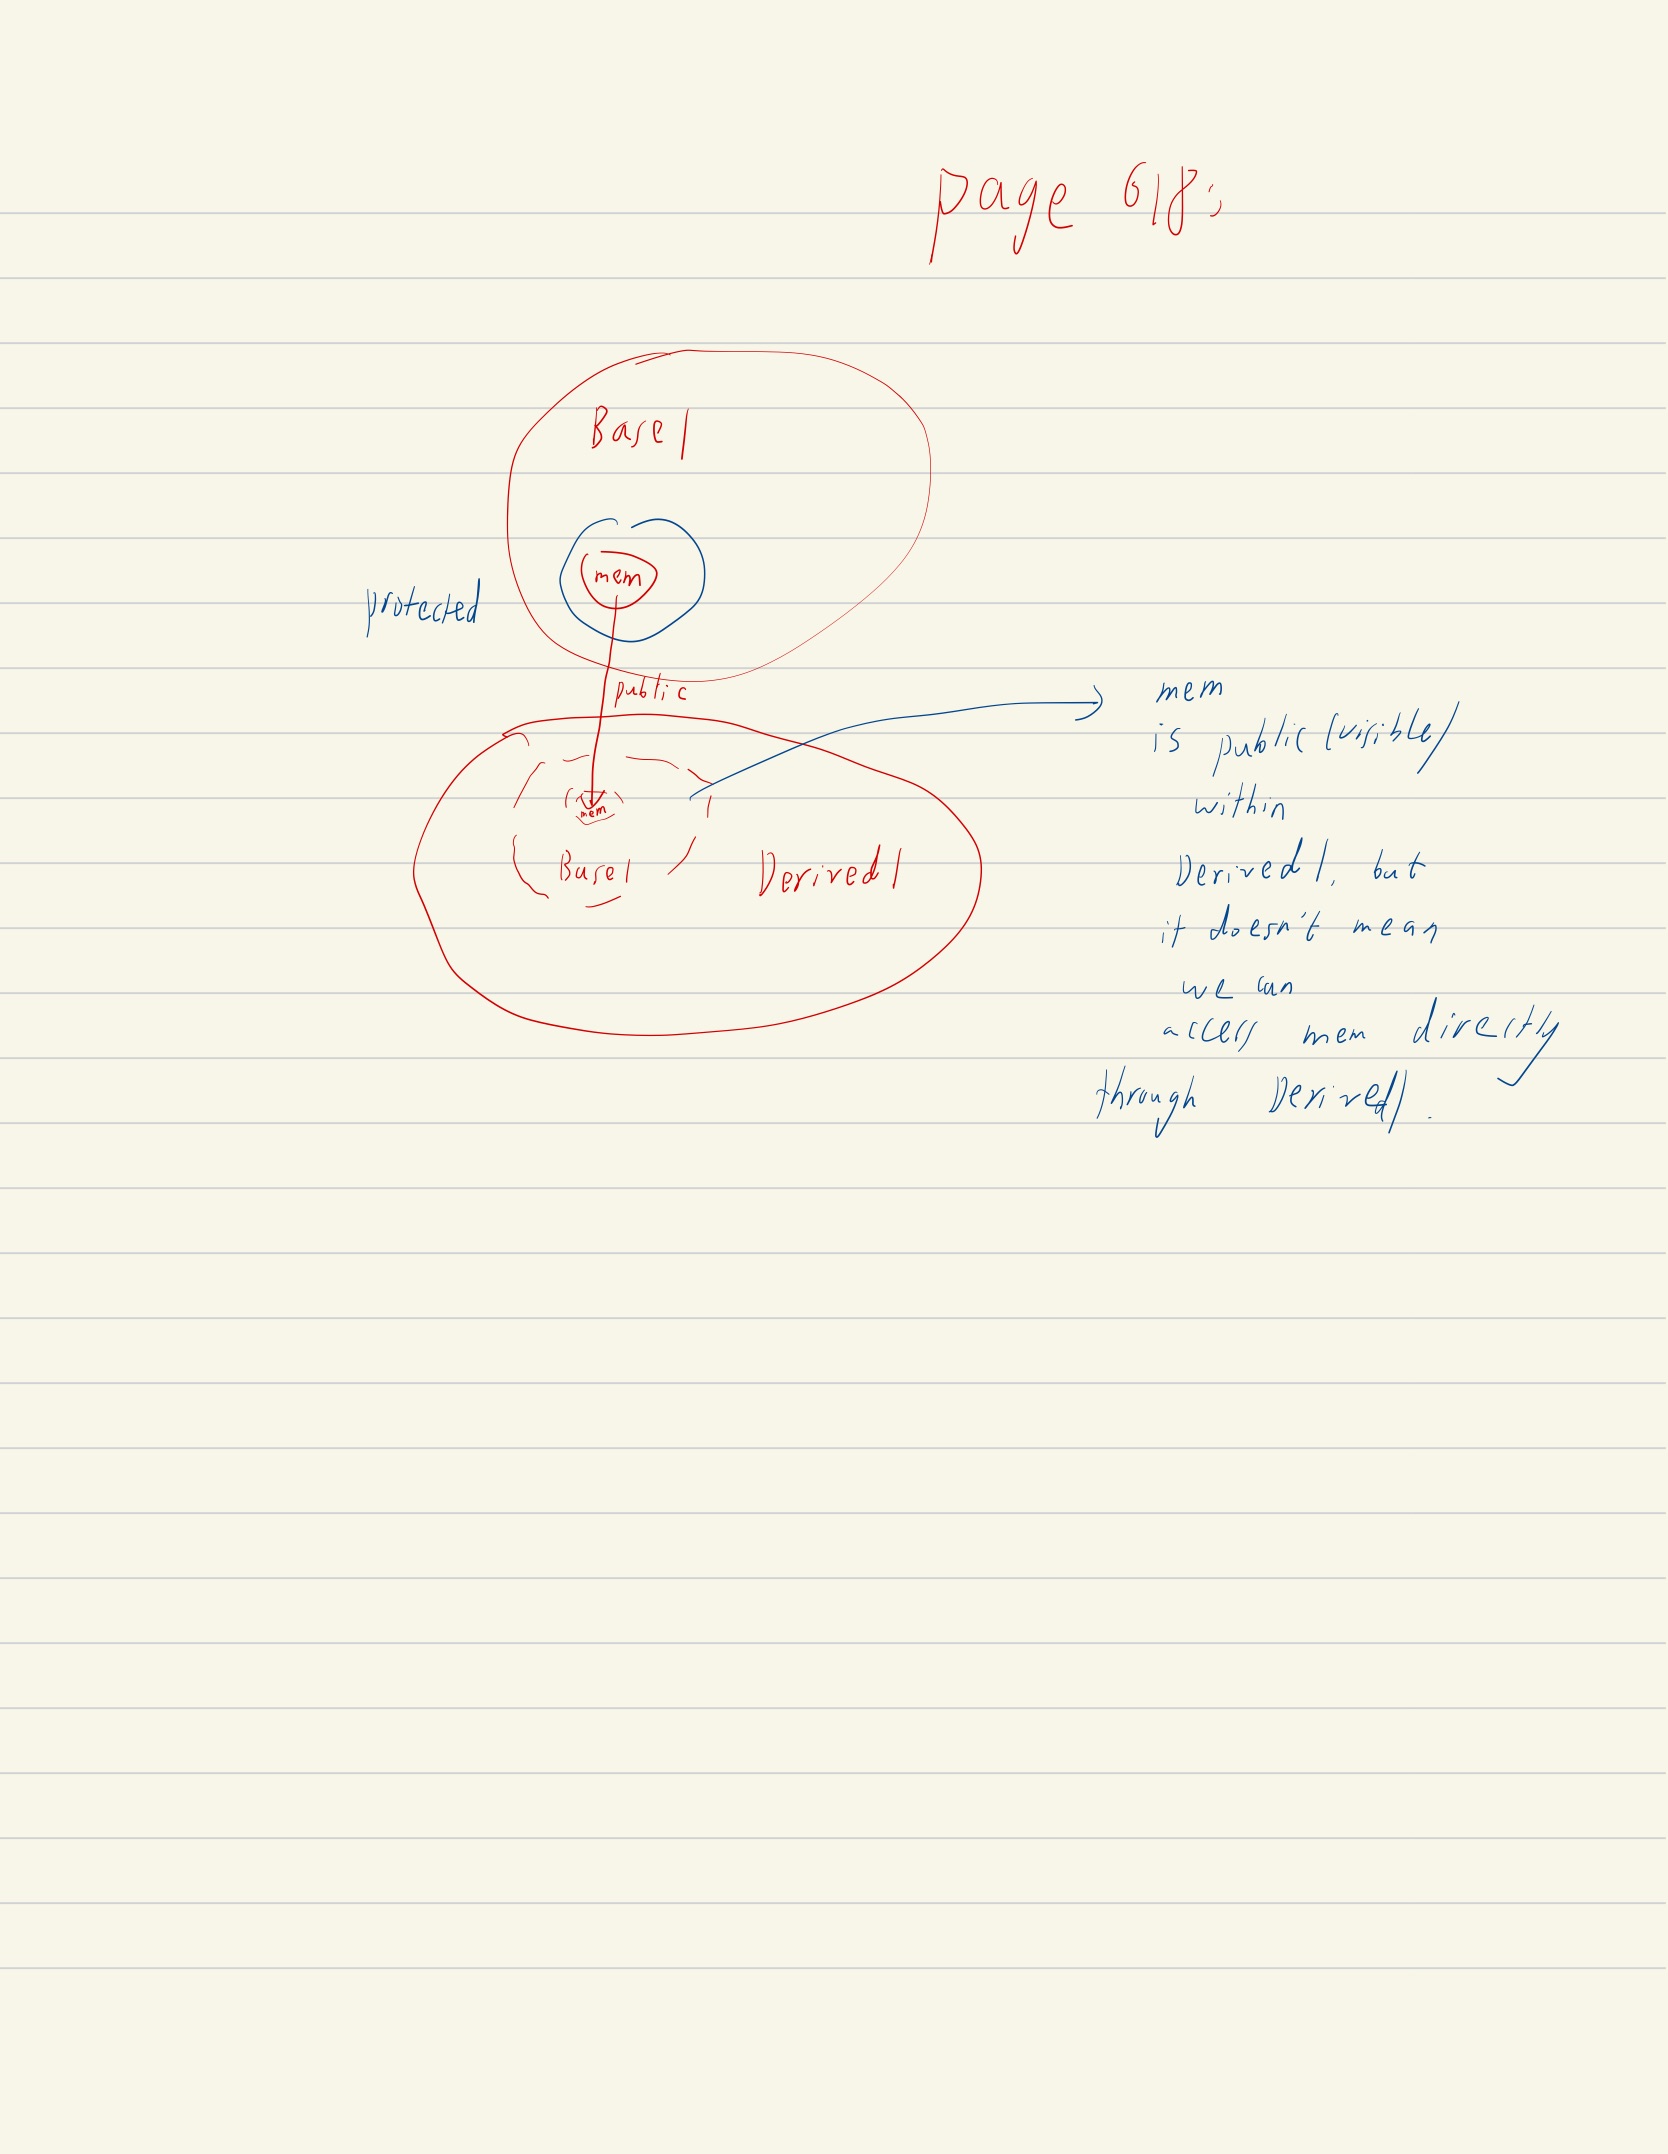 page 618:
Base1
mem
protected
public
mem
Base1
Derived1
mem
is public (visible)
within
Derived1, but
it doesn't mean
we can
access mem directly
through Derived1.